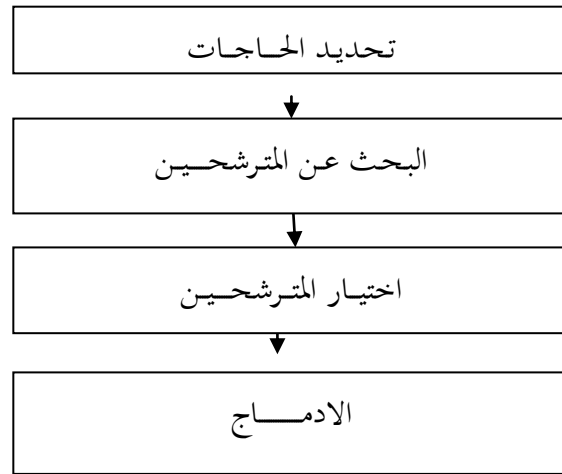 تحديد الحاجات
البحث عن المترشحين
اختيار المترشحين
الادماج